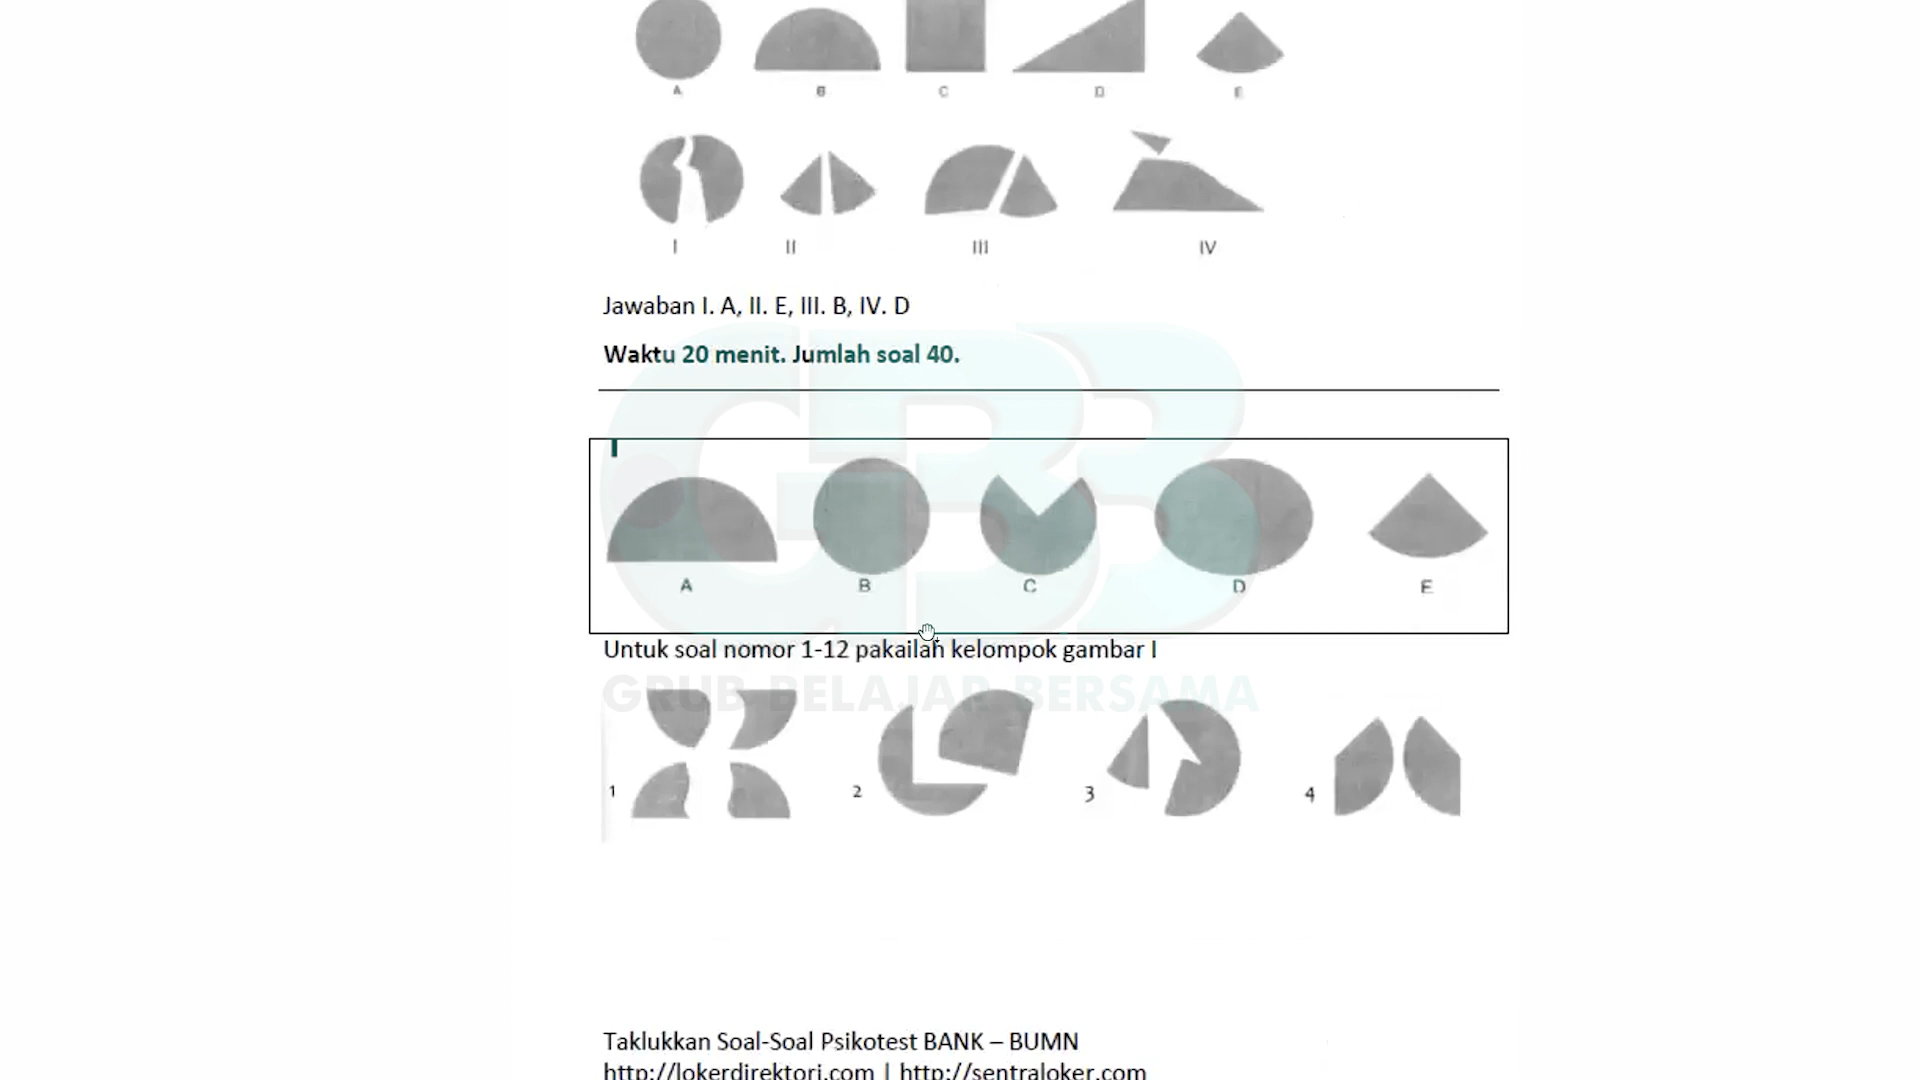 A B C D E
I II III IV
Jawaban I. A, II. E, III. B, IV. D
Waktu 20 menit. Jumlah soal 40.
I
A B C D E
Untuk soal nomor 1-12 pakailah kelompok gambar I
GRUB BELAJAR BERSAMA
1 2 3 4
Taklukkan Soal-Soal Psikotest BANK – BUMN
http://lokerdirektori.com | http://sentraloker.com